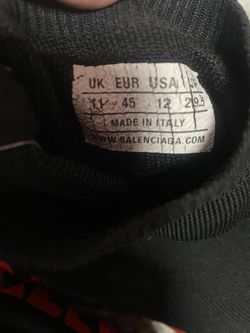 UK EUR USA
11 45 12 29.5
MADE IN ITALY
WWW.BALENCIAGA.COM